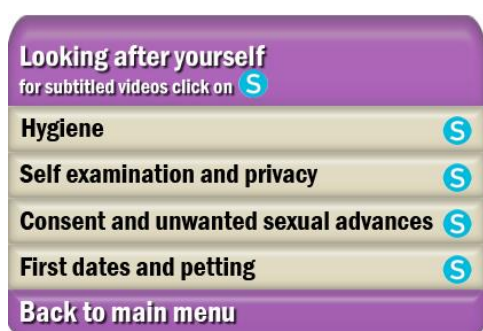 Looking after yourself
for subtitled videos click on S
Hygiene S
Self examination and privacy S
Consent and unwanted sexual advances S
First dates and petting S
Back to main menu